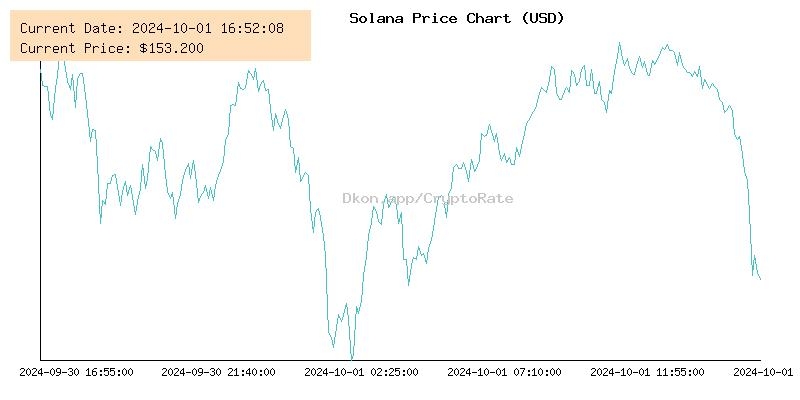 Solana Price Chart (USD)
Current Date: 2024-10-01 16:52:08
Current Price: $153.200
Dkon.app/CryptoRate
2024-09-30 16:55:00 2024-09-30 21:40:00 2024-10-01 02:25:00 2024-10-01 07:10:00 2024-10-01 11:55:00 2024-10-01